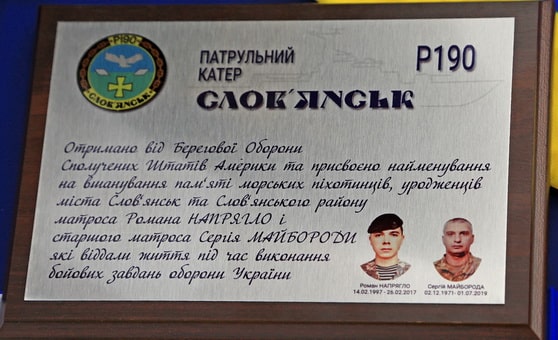 P190
СЛОВ'ЯНСЬК
ПАТРУЛЬНИЙ
КАТЕР
P190
СЛОВ'ЯНСЬК
Отримано від Берегової Оборони
Сполучених Штатів Америки та присвоєно найменування
на вшанування пам'яті морських піхотинців, уродженців
міста Слов'янськ та Слов'янського району
матроса Романа НАПРЯГЛО і
старшого матроса Сергія МАЙБОРОДИ
які віддали життя під час виконання
бойових завдань оборони України
Роман НАПРЯГЛО
14.02.1997 - 26.02.2017
Сергій МАЙБОРОДА
02.12.1971- 01.07.2019